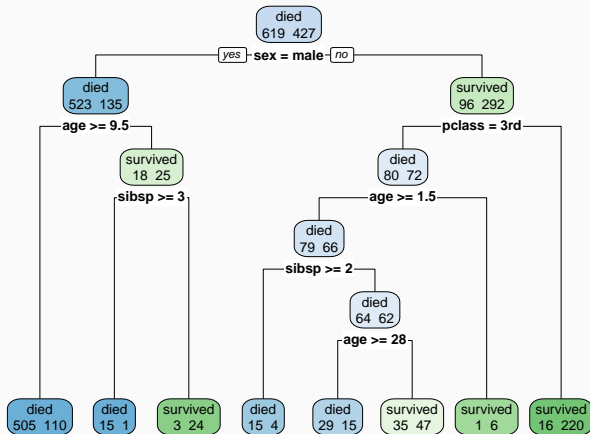 died
619 427
yes sex = male no
died
523 135
survived
96 292
age >= 9.5
pclass = 3rd
survived
18 25
died
80 72
sibsp >= 3
age >= 1.5
died
79 66
sibsp >= 2
died
64 62
age >= 28
died
505 110
died
15 1
survived
3 24
died
15 4
died
29 15
survived
35 47
survived
1 6
survived
16 220